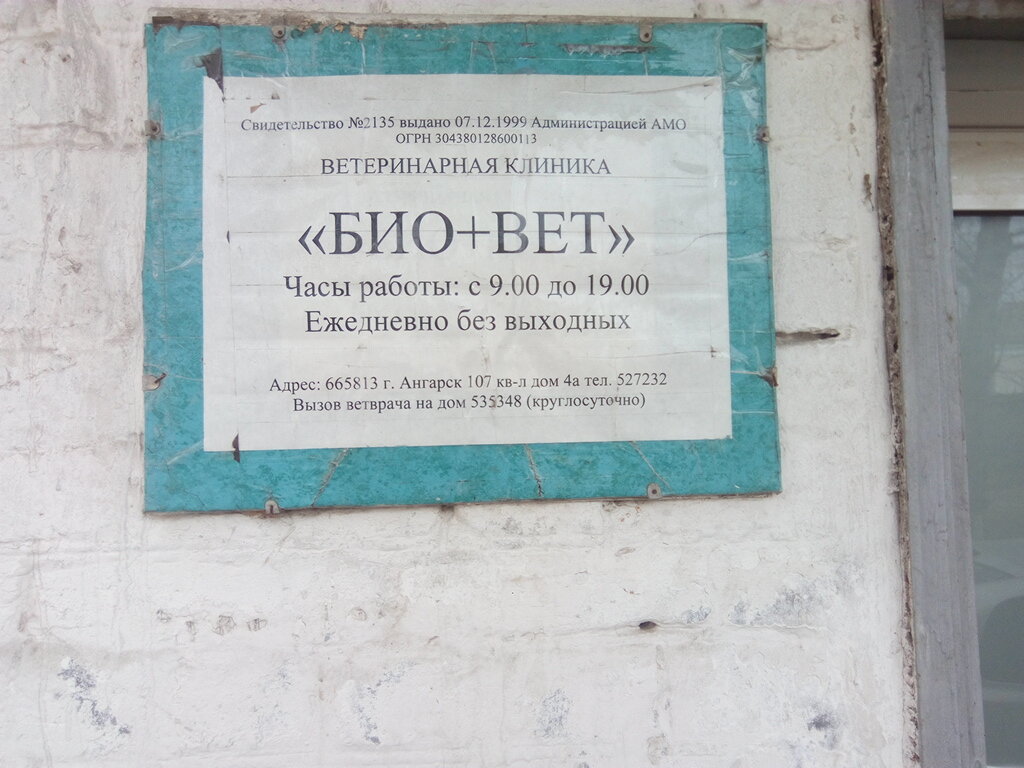 Свидетельство №2135 выдано 07.12.1999 Администрацией АМО
ОГРН 304380128600113
ВЕТЕРИНАРНАЯ КЛИНИКА
«БИО+ВЕТ»
Часы работы: с 9.00 до 19.00
Ежедневно без выходных
Адрес: 665813 г. Ангарск 107 кв-л дом 4а тел. 527232
Вызов ветврача на дом 535348 (круглосуточно)